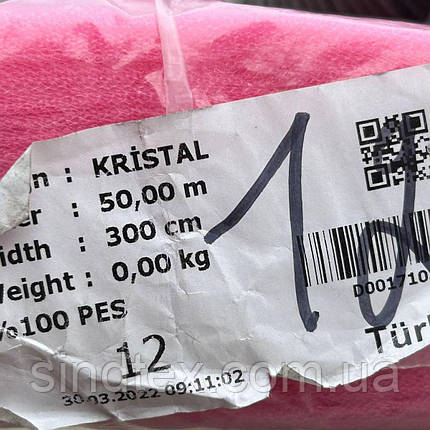 n : KRİSTAL
er : 50,00 m
idth : 300 cm
Weight : 0,00 kg
%100 PES
12
30.03.2022 09:11:02
D001710
Türk
sindtex.com.ua